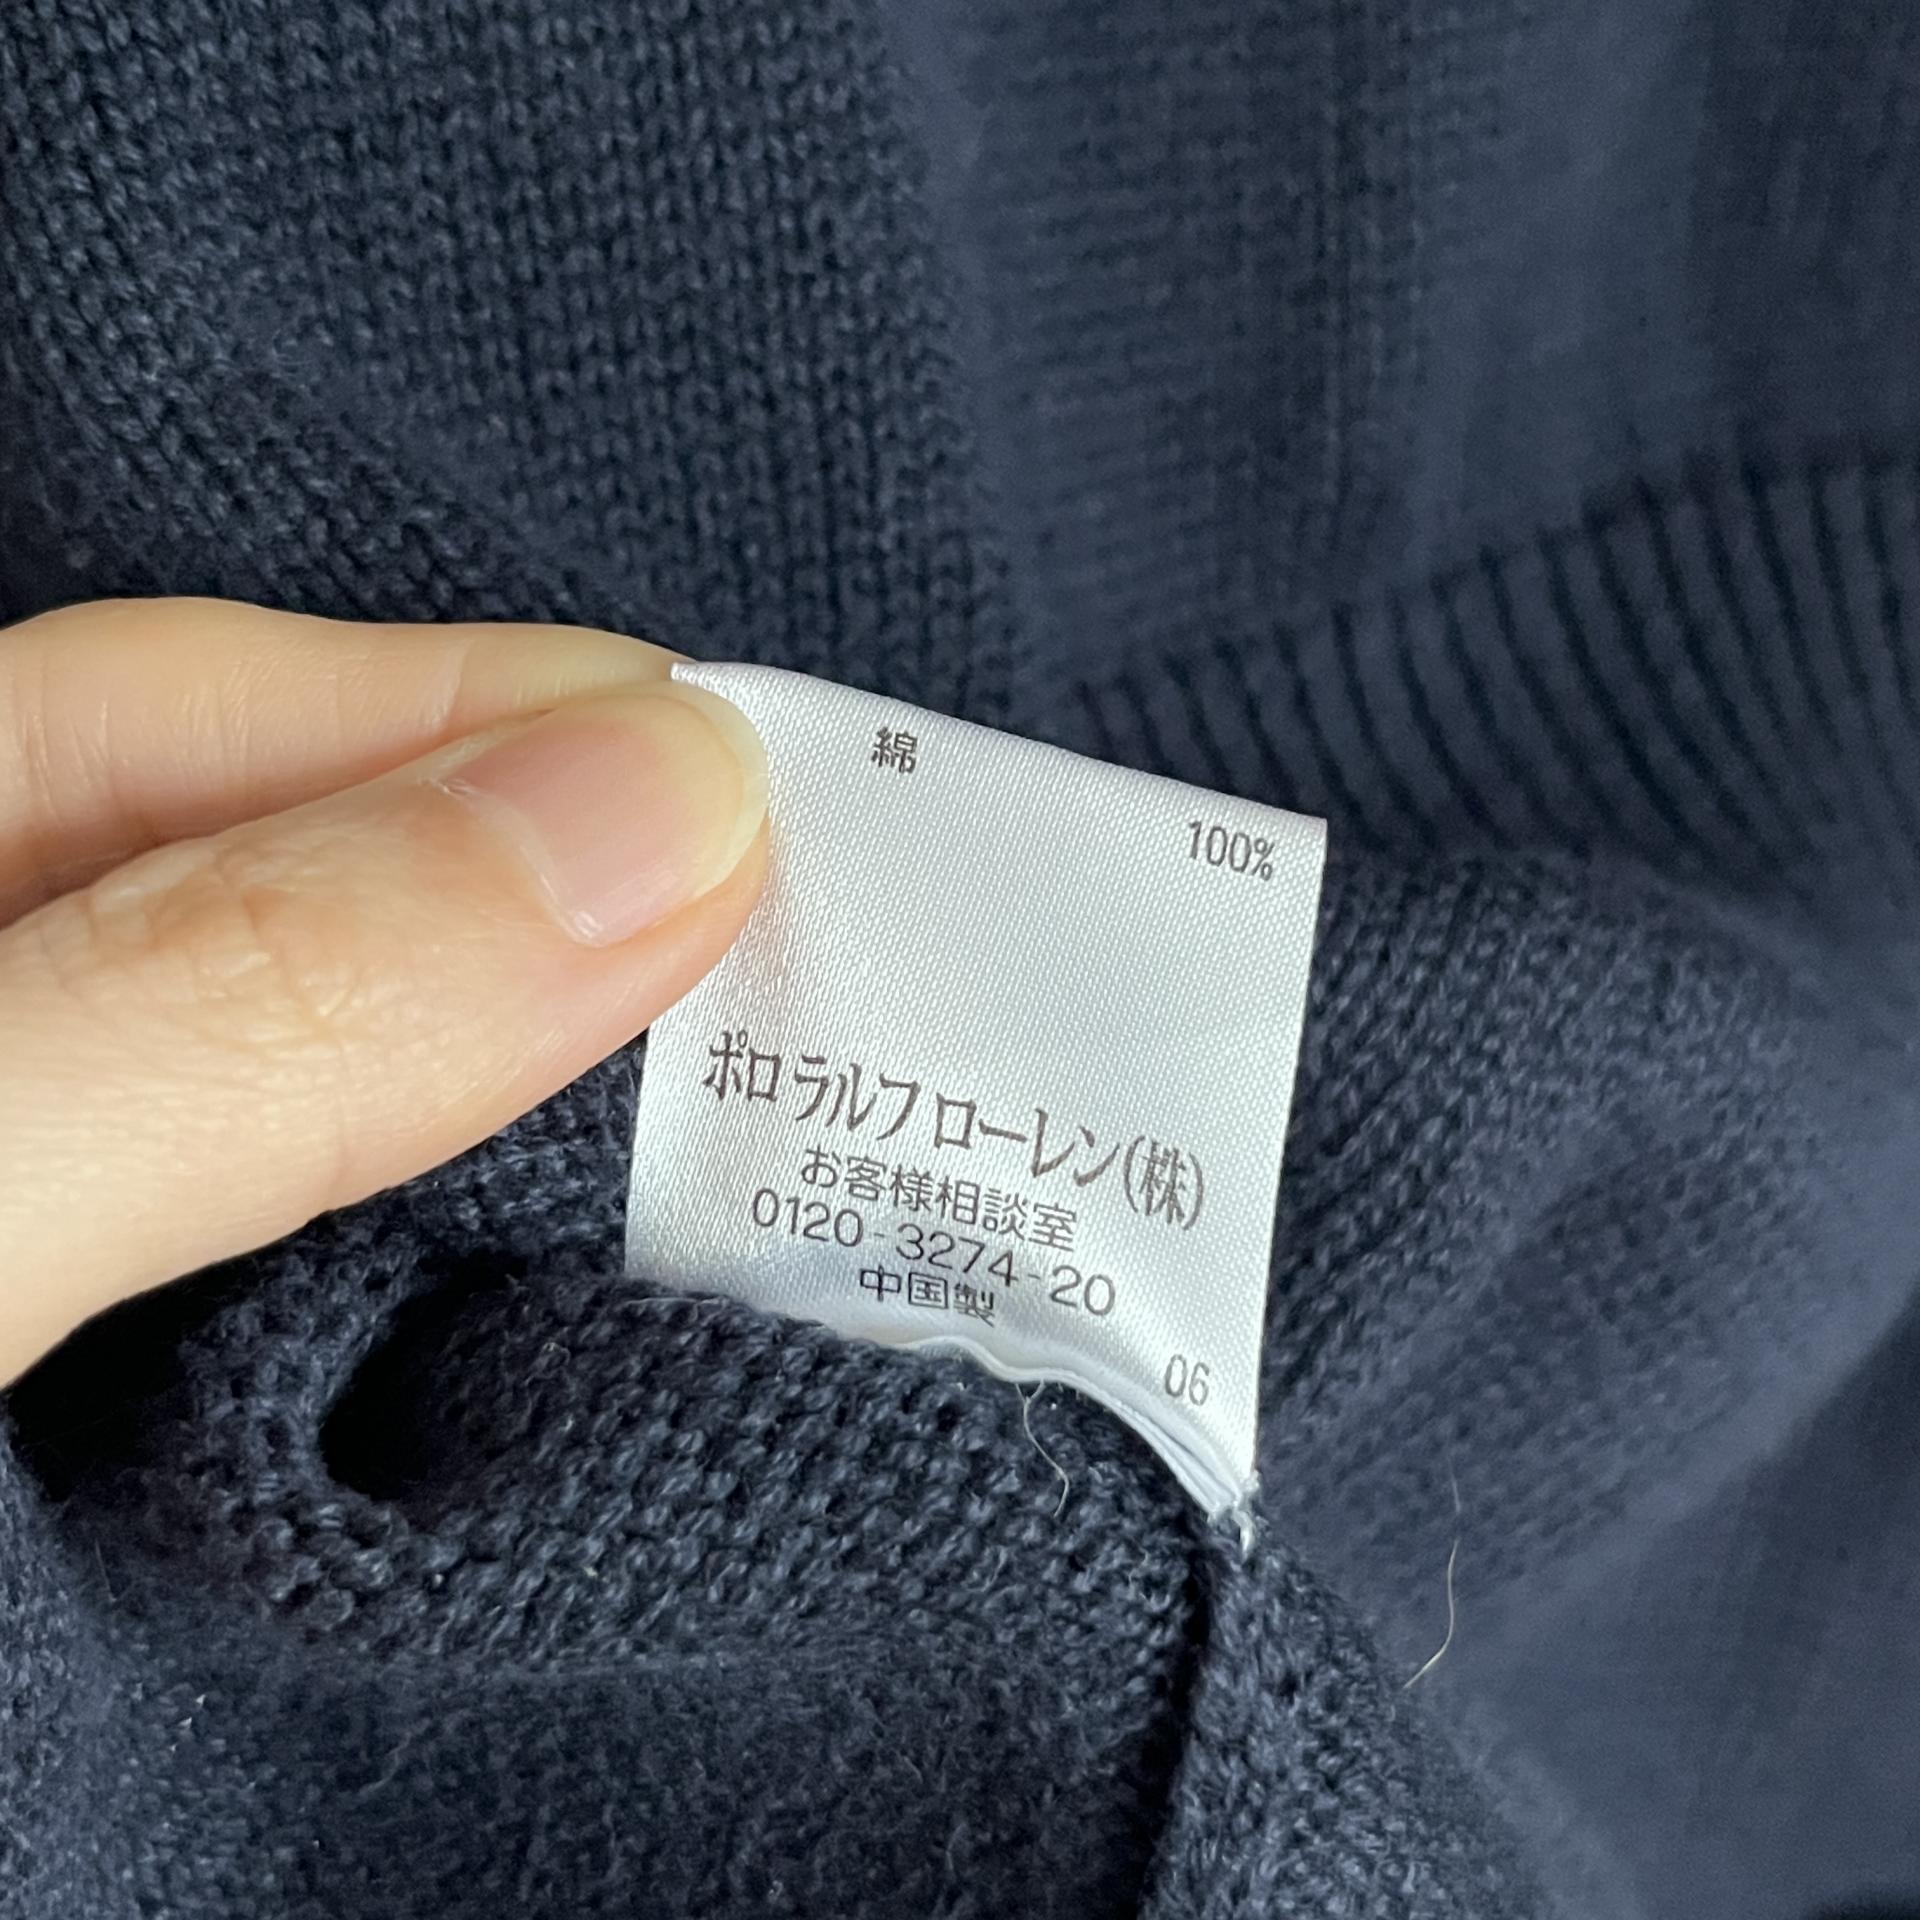 綿
100%
ポロ ラルフ ローレン(株)
お客様相談室
0120-3274-20
中国製
06